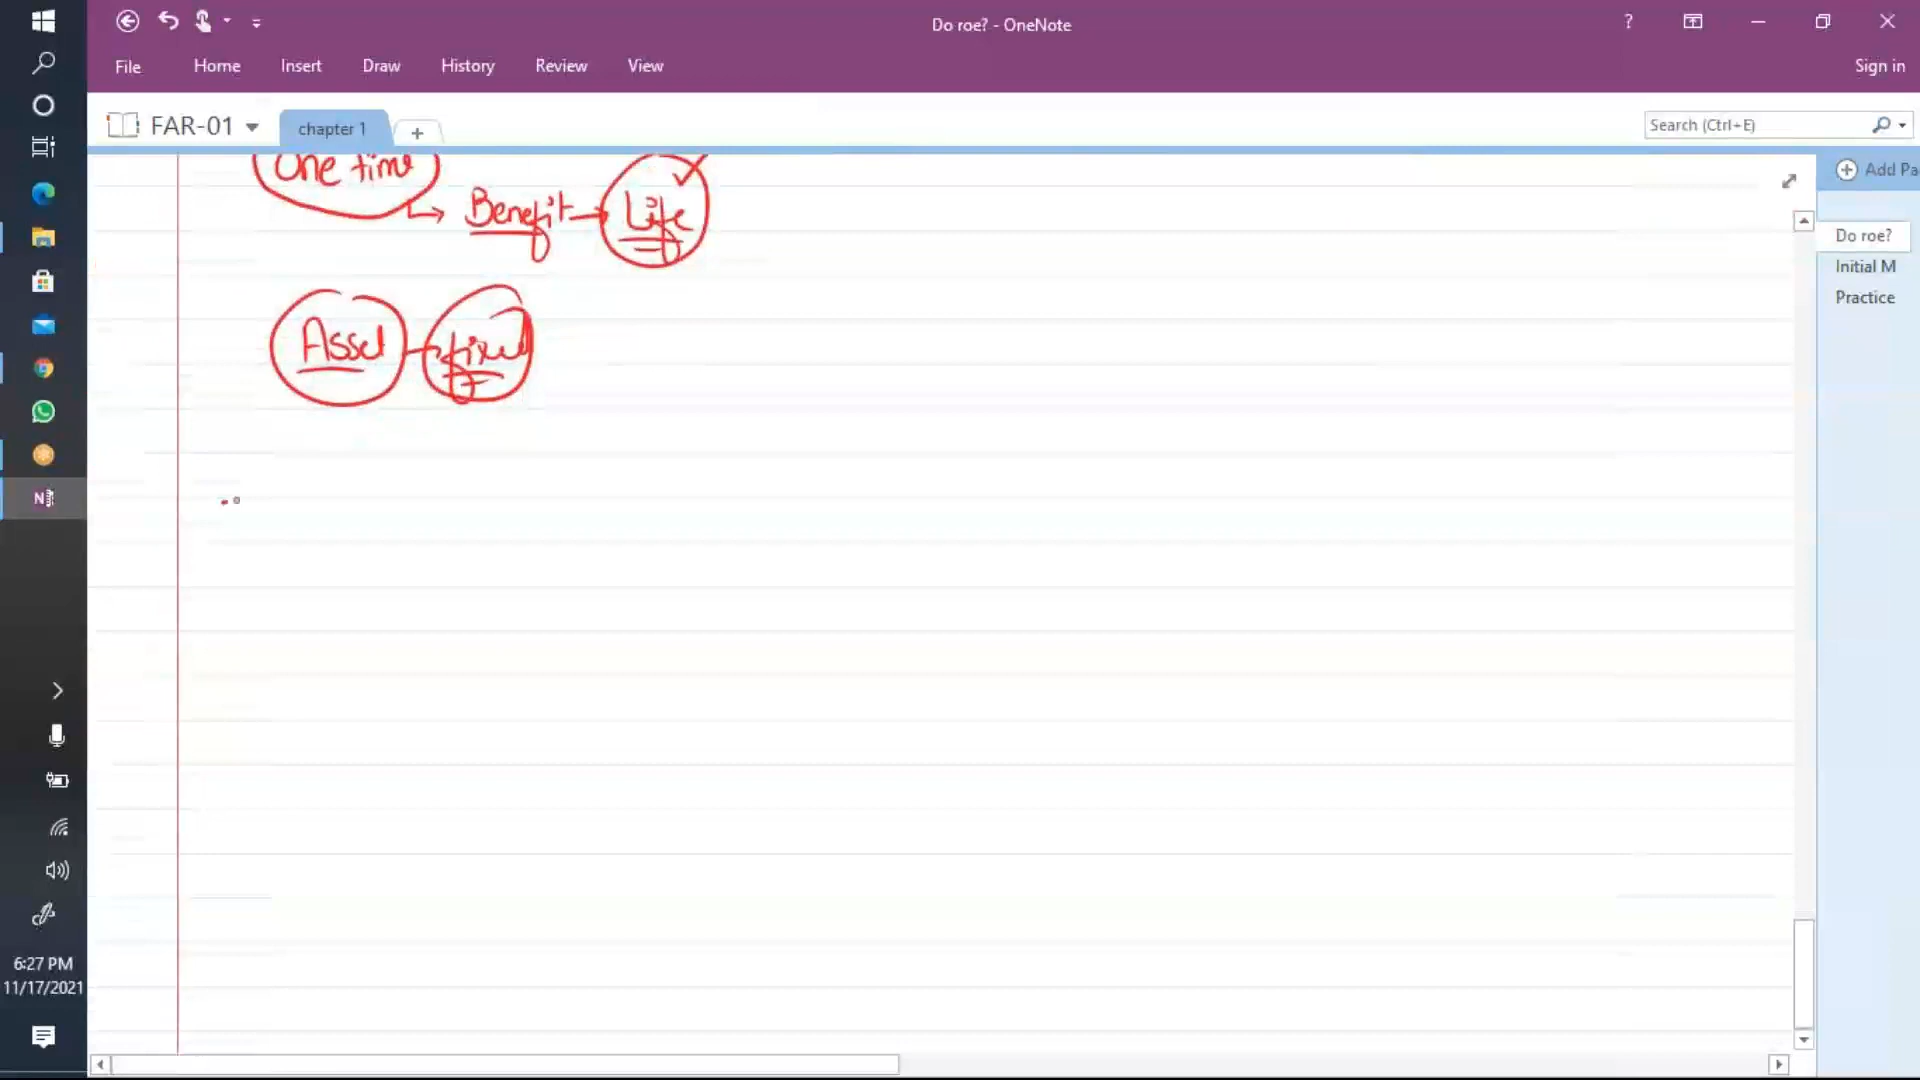 Do roe? - OneNote
?
File Home Insert Draw History Review View
Sign in
FAR-01
chapter 1
+
Search (Ctrl+E)
Add Pa
Do roe?
Initial M
Practice
One time
Benefit Life
Asset fixed
6:27 PM
11/17/2021